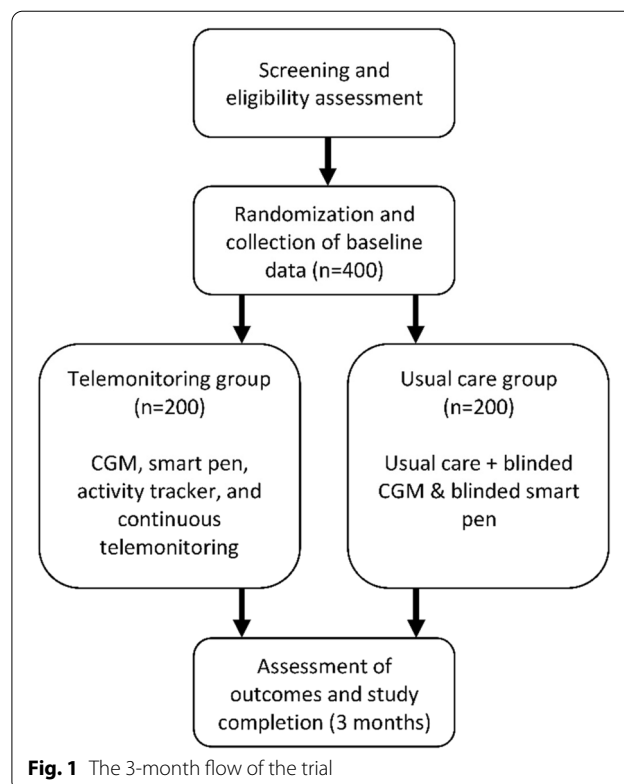 Screening and
eligibility assessment
Randomization and
collection of baseline
data (n=400)
Telemonitoring group
(n=200)
CGM, smart pen,
activity tracker, and
continuous
telemonitoring
Usual care group
(n=200)
Usual care + blinded
CGM & blinded smart
pen
Assessment of
outcomes and study
completion (3 months)
Fig. 1 The 3-month flow of the trial